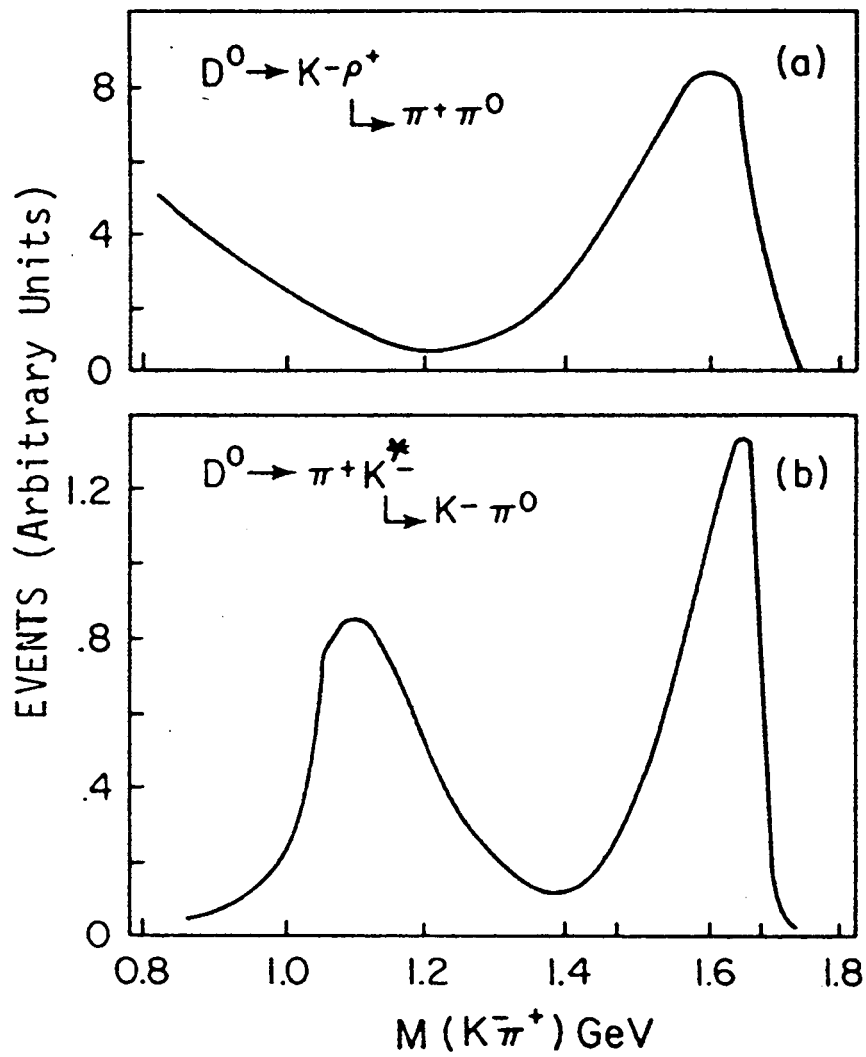 D⁰ → K⁻ρ⁺
↳ π⁺π⁰
(a)
8
4
0
D⁰ → π⁺K*⁻
↳ K⁻π⁰
(b)
1.2
.8
.4
0
0.8 1.0 1.2 1.4 1.6 1.8
M (K⁻π⁺) GeV
EVENTS (Arbitrary Units)